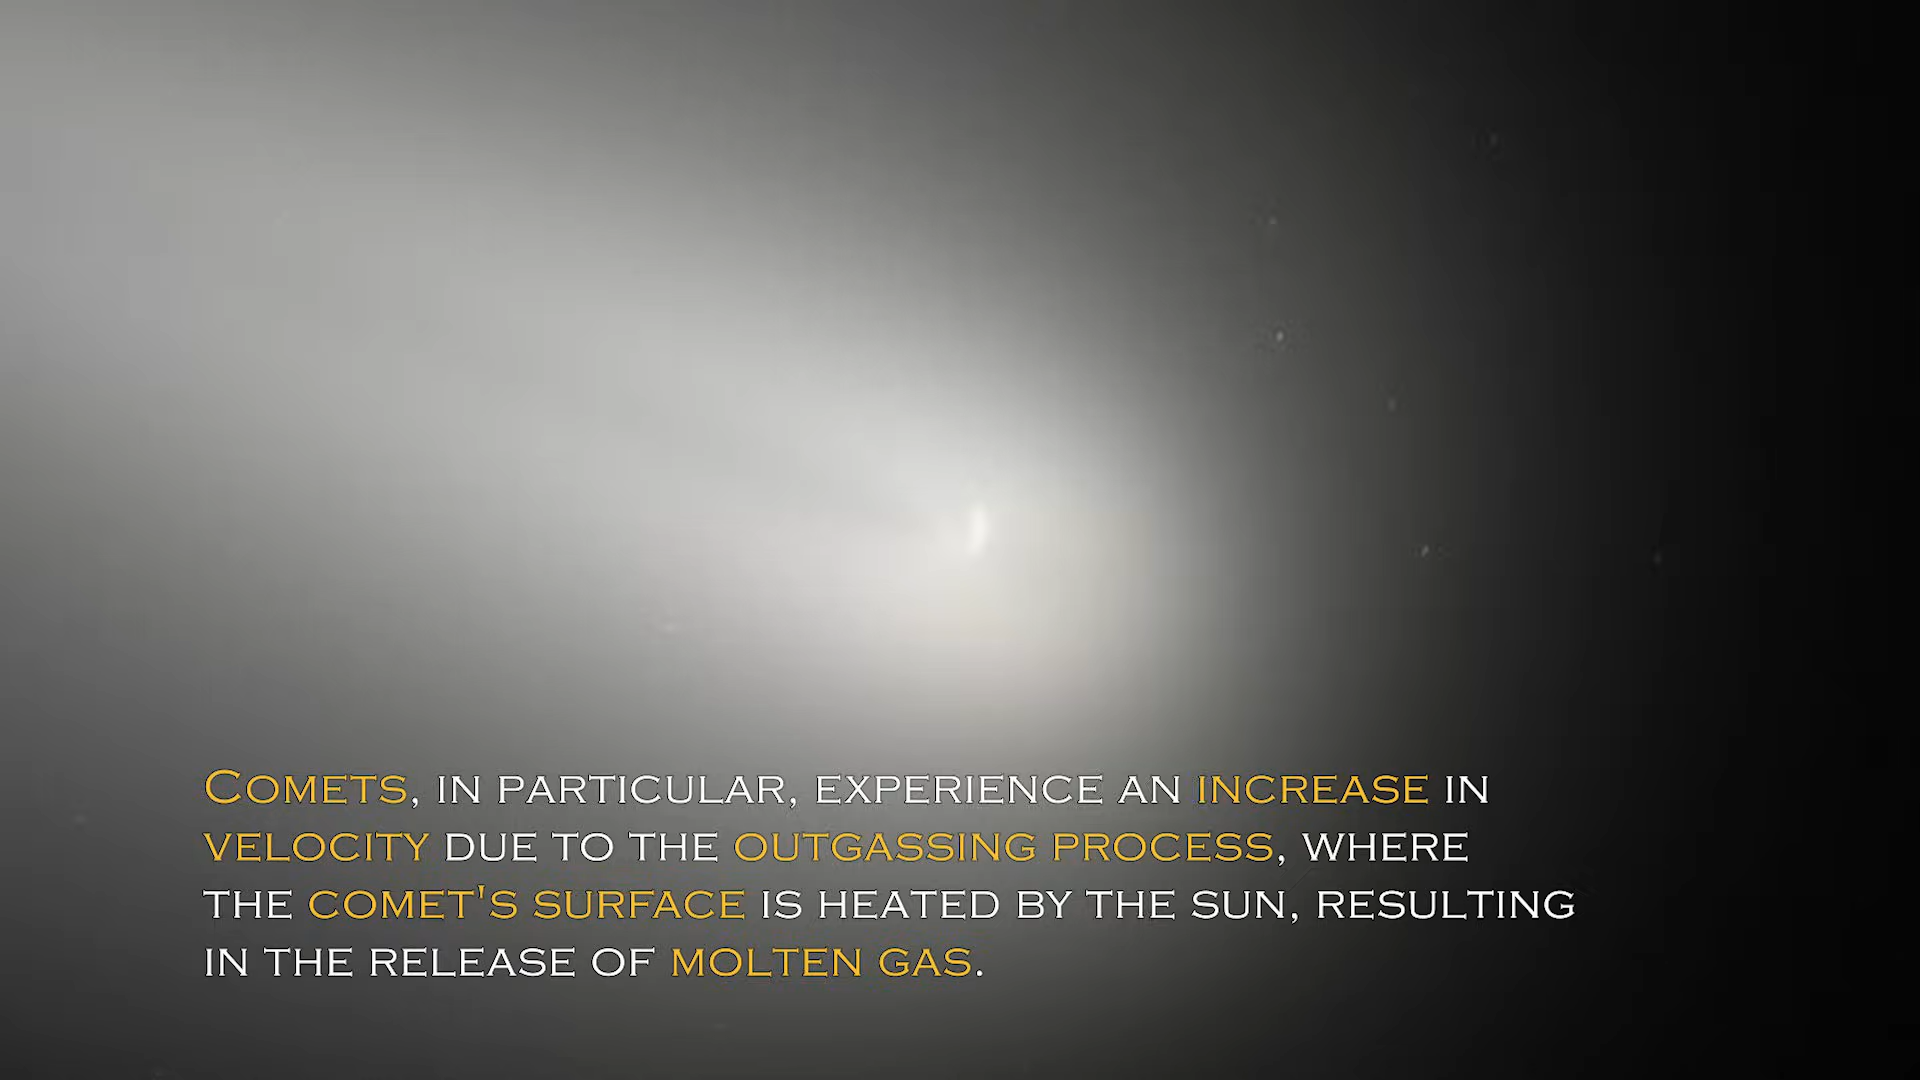 Comets, in particular, experience an increase in
velocity due to the outgassing process, where
the comet's surface is heated by the sun, resulting
in the release of molten gas.